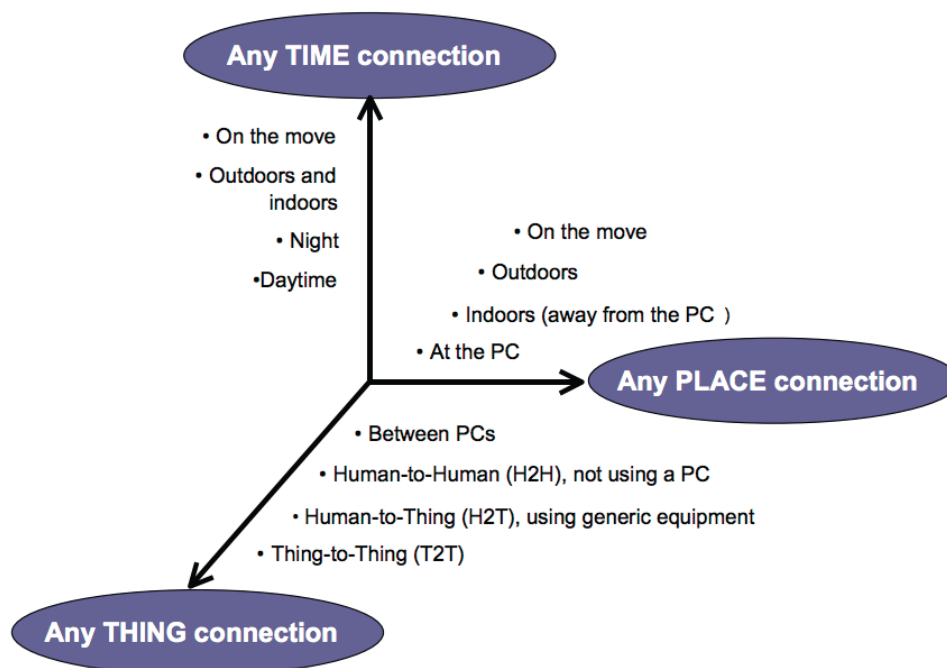 Any TIME connection
• On the move
• Outdoors and
indoors
• Night
•Daytime
• On the move
• Outdoors
• Indoors (away from the PC )
• At the PC
Any PLACE connection
• Between PCs
• Human-to-Human (H2H), not using a PC
• Human-to-Thing (H2T), using generic equipment
• Thing-to-Thing (T2T)
Any THING connection